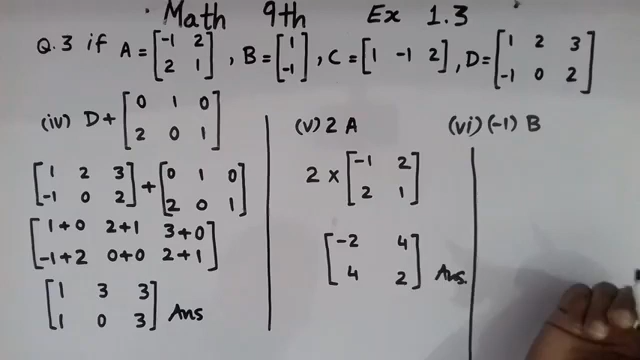 Math 9th Ex 1.3
Q.3 if A = [-1 2 , B = [1 , C = [1 -1 2] , D = [1 2 3
2 1] -1] -1 0 2]
(iv) D + [0 1 0
2 0 1]
[1 2 3 + [0 1 0
-1 0 2] 2 0 1]
[1+0 2+1 3+0
-1+2 0+0 2+1]
[1 3 3
1 0 3] Ans
(v) 2 A
2 × [-1 2
2 1]
[-2 4
4 2] Ans.
(vi) (-1) B